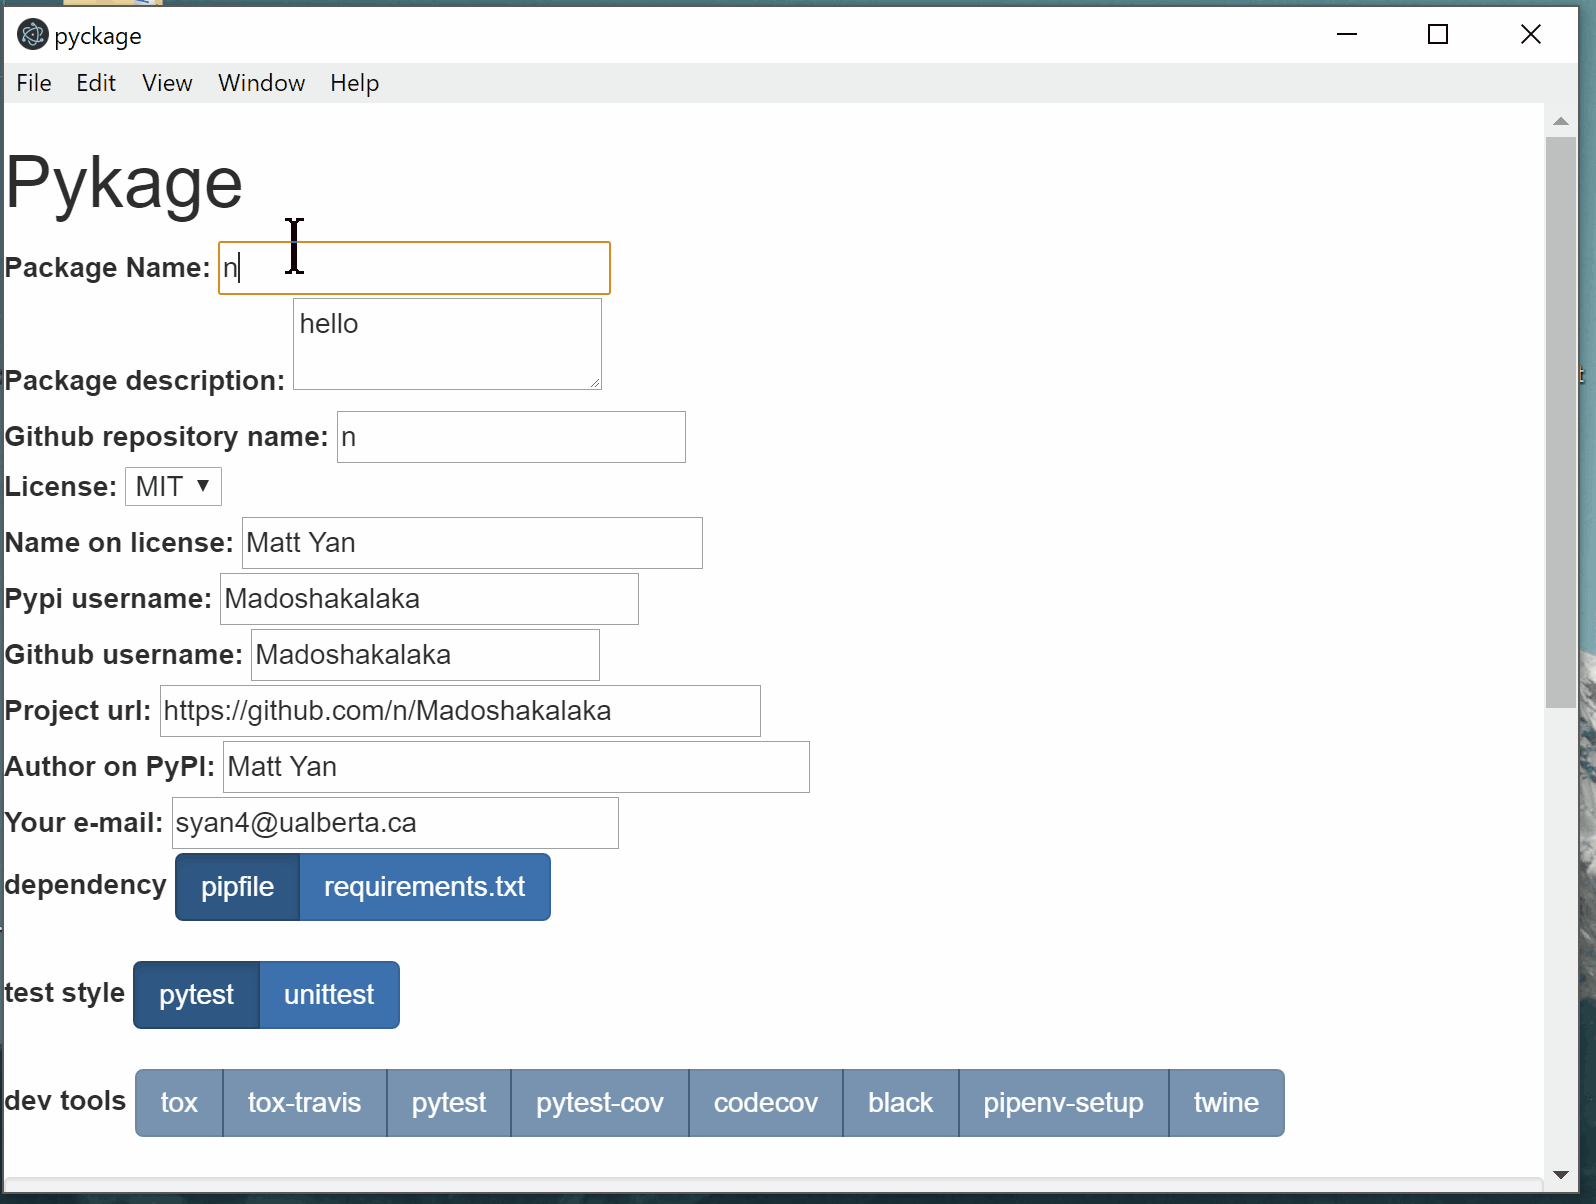 pyckage
File Edit View Window Help
Pykage
Package Name: n
hello
Package description:
Github repository name: n
License: MIT
Name on license: Matt Yan
Pypi username: Madoshakalaka
Github username: Madoshakalaka
Project url: https://github.com/n/Madoshakalaka
Author on PyPI: Matt Yan
Your e-mail: syan4@ualberta.ca
dependency pipfile requirements.txt
test style pytest unittest
dev tools tox tox-travis pytest pytest-cov codecov black pipenv-setup twine